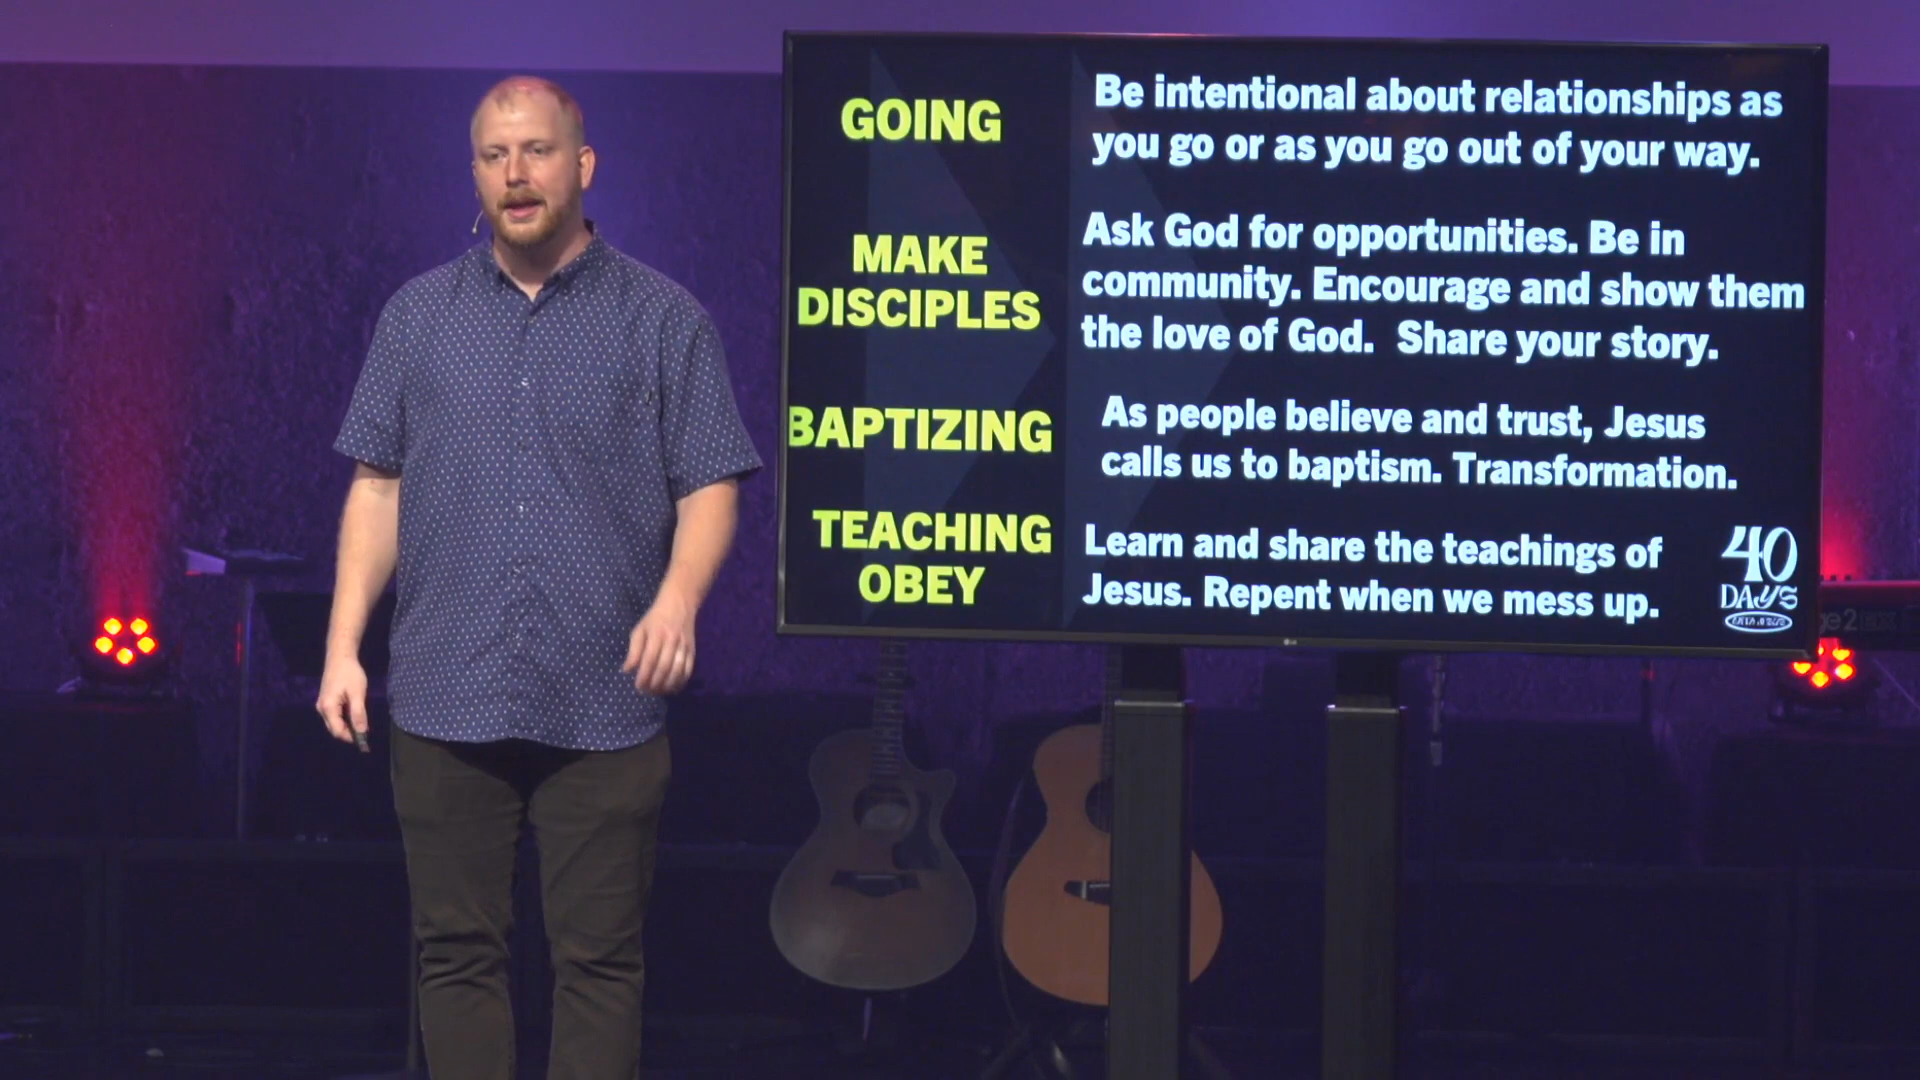 GOING
Be intentional about relationships as
you go or as you go out of your way.
MAKE
DISCIPLES
Ask God for opportunities. Be in
community. Encourage and show them
the love of God. Share your story.
BAPTIZING
As people believe and trust, Jesus
calls us to baptism. Transformation.
TEACHING
OBEY
Learn and share the teachings of
Jesus. Repent when we mess up.
40
DAYS
LG